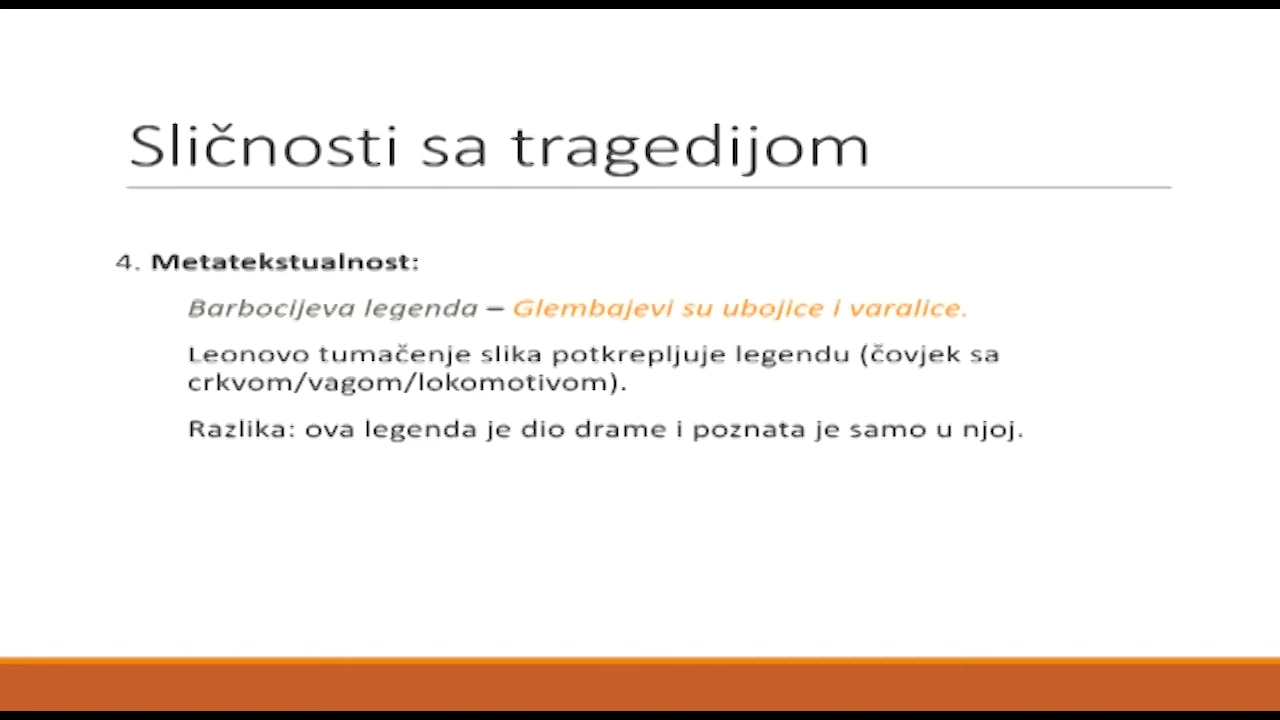 Sličnosti sa tragedijom
4. Metatekstualnost:
Barbocijeva legenda – Glembajevi su ubojice i varalice.
Leonovo tumačenje slika potkrepljuje legendu (čovjek sa
crkvom/vagom/lokomotivom).
Razlika: ova legenda je dio drame i poznata je samo u njoj.